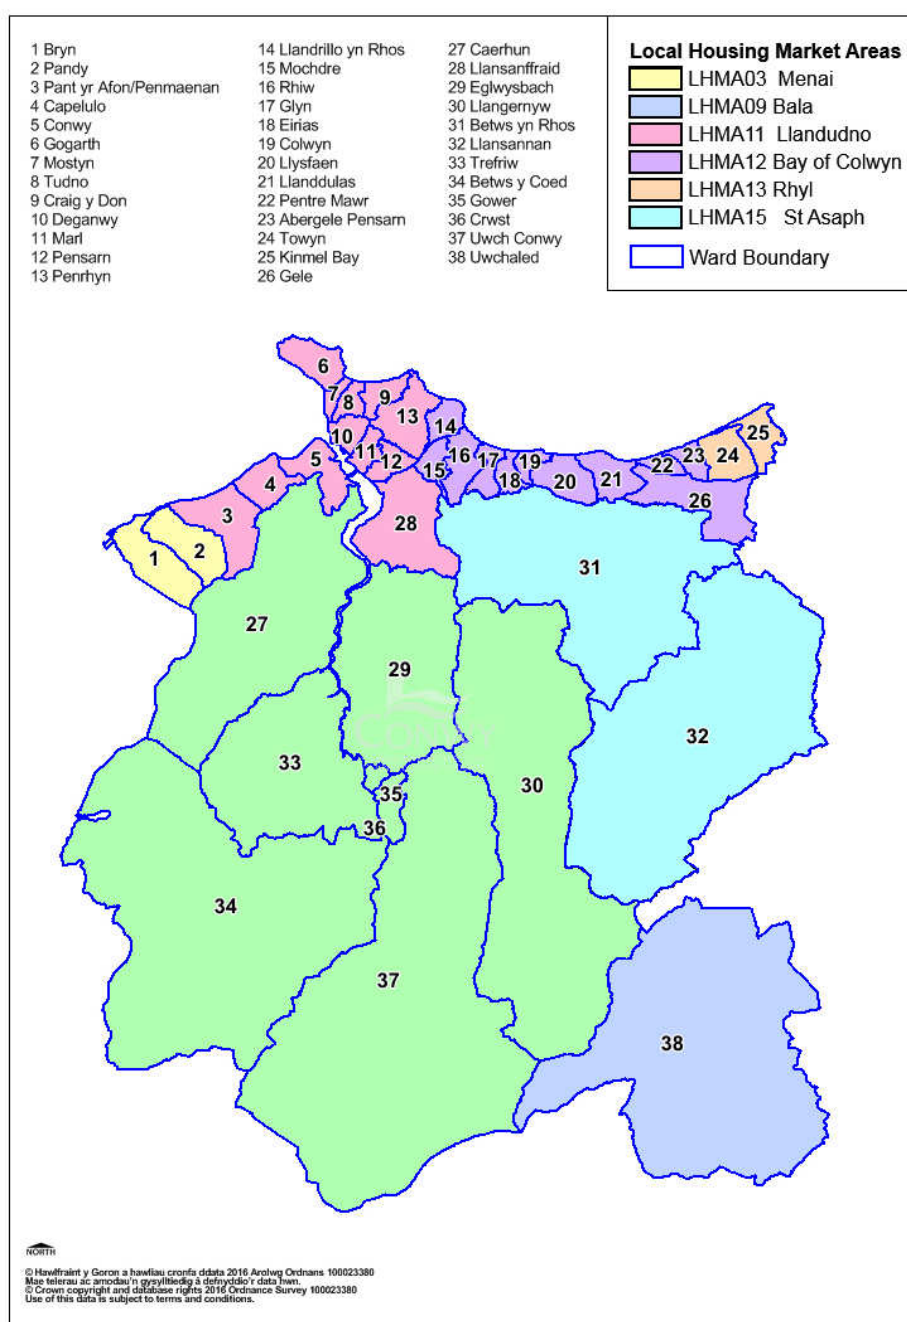 1 Bryn
2 Pandy
3 Pant yr Afon/Penmaenan
4 Capelulo
5 Conwy
6 Gogarth
7 Mostyn
8 Tudno
9 Craig y Don
10 Deganwy
11 Marl
12 Pensarn
13 Penrhyn
14 Llandrillo yn Rhos
15 Mochdre
16 Rhiw
17 Glyn
18 Eirias
19 Colwyn
20 Llysfaen
21 Llanddulas
22 Pentre Mawr
23 Abergele Pensarn
24 Towyn
25 Kinmel Bay
26 Gele
27 Caerhun
28 Llansanffraid
29 Eglwysbach
30 Llangernyw
31 Betws yn Rhos
32 Llansannan
33 Trefriw
34 Betws y Coed
35 Gower
36 Crwst
37 Uwch Conwy
38 Uwchaled
Local Housing Market Areas
LHMA03 Menai
LHMA09 Bala
LHMA11 Llandudno
LHMA12 Bay of Colwyn
LHMA13 Rhyl
LHMA15 St Asaph
Ward Boundary
6
7
8
9
13
14
10
11
12
5
4
3
2
1
15
16
17
18
19
20
21
22
23
24
25
26
28
31
27
29
32
33
30
35
36
34
37
38
CONWY
NORTH
© Hawlfraint y Goron a hawliau cronfa ddata 2016 Arolwg Ordnans 100023380
Mae telerau ac amodau'n gysylltiedig â defnyddio'r data hwn.
© Crown copyright and database rights 2016 Ordnance Survey 100023380
Use of this data is subject to terms and conditions.